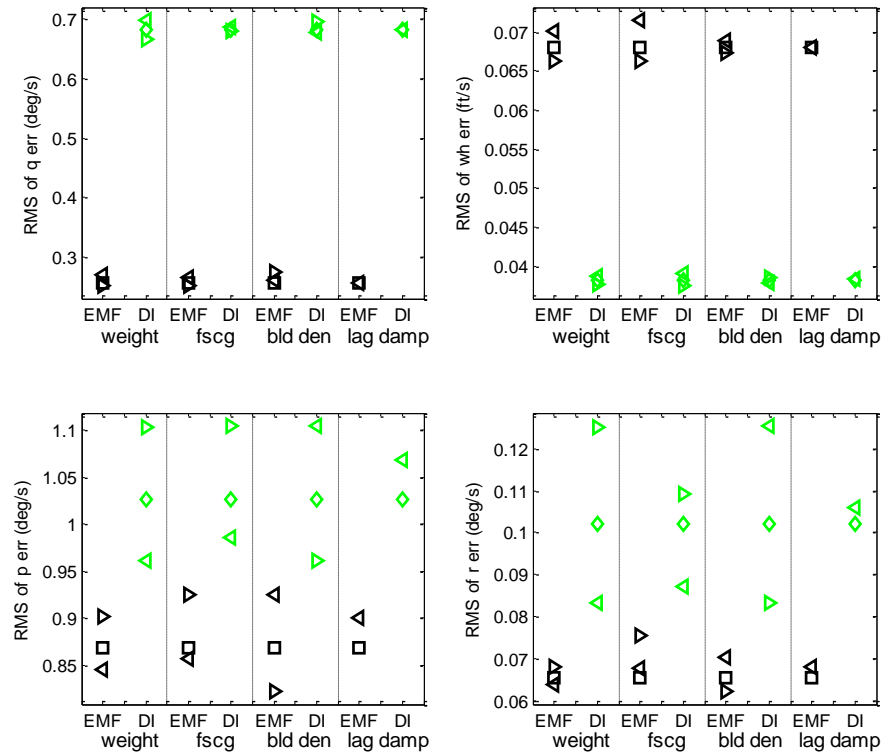 RMS of q err (deg/s)
0.7
0.6
0.5
0.4
0.3
EMF DI EMF DI EMF DI EMF DI
weight fscg bld den lag damp
RMS of wh err (ft/s)
0.07
0.065
0.06
0.055
0.05
0.045
0.04
EMF DI EMF DI EMF DI EMF DI
weight fscg bld den lag damp
RMS of p err (deg/s)
1.1
1.05
1
0.95
0.9
0.85
EMF DI EMF DI EMF DI EMF DI
weight fscg bld den lag damp
RMS of r err (deg/s)
0.12
0.11
0.1
0.09
0.08
0.07
0.06
EMF DI EMF DI EMF DI EMF DI
weight fscg bld den lag damp